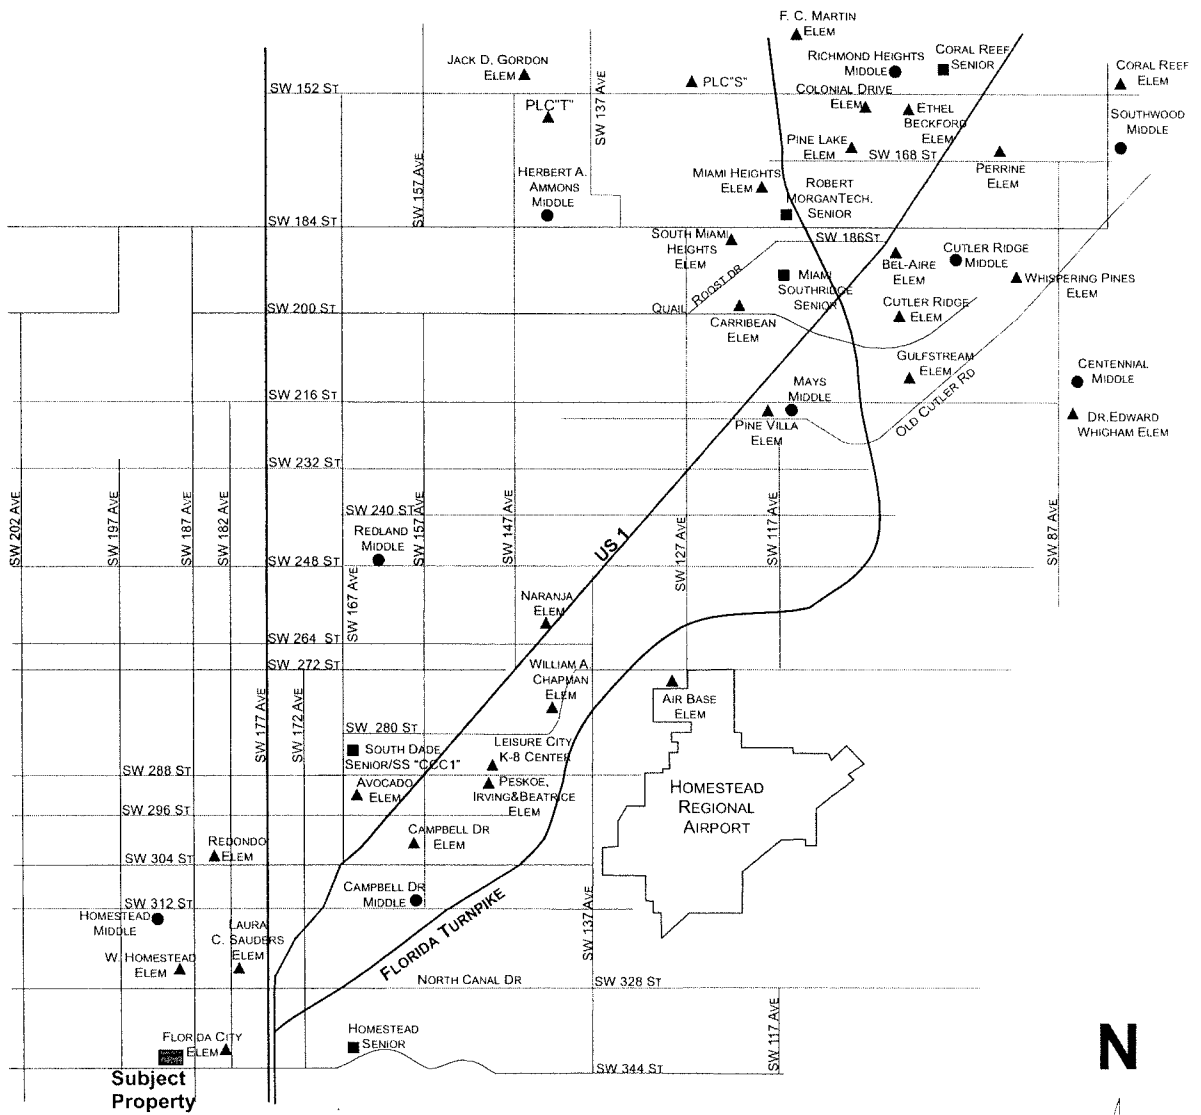 F. C. MARTIN
ELEM
JACK D. GORDON
ELEM
RICHMOND HEIGHTS
MIDDLE
CORAL REEF
SENIOR
CORAL REEF
ELEM
SW 152 ST
PLC"S"
PLC"T"
SW 137 AVE
COLONIAL DRIVE
ELEM
ETHEL
BECKFORD
ELEM
SOUTHWOOD
MIDDLE
PINE LAKE
ELEM
SW 168 ST
PERRINE
ELEM
SW 157 AVE
HERBERT A.
AMMONS
MIDDLE
MIAMI HEIGHTS
ELEM
ROBERT
MORGANTECH.
SENIOR
SW 184 ST
SOUTH MIAMI
HEIGHTS
ELEM
SW 186ST
BEL-AIRE
ELEM
CUTLER RIDGE
MIDDLE
WHISPERING PINES
ELEM
ROOST DR
MIAMI
SOUTHRIDGE
SENIOR
SW 200 ST
QUAIL
CARRIBEAN
ELEM
CUTLER RIDGE
ELEM
GULFSTREAM
ELEM
CENTENNIAL
MIDDLE
SW 216 ST
MAYS
MIDDLE
PINE VILLA
ELEM
OLD CUTLER RD
DR.EDWARD
WHIGHAM ELEM
SW 232 ST
SW 202 AVE
SW 197 AVE
SW 187 AVE
SW 182 AVE
SW 240 ST
REDLAND
MIDDLE
SW 157 AVE
SW 147 AVE
US 1
SW 127 AVE
SW 117 AVE
SW 87 AVE
SW 248 ST
SW 167 AVE
NARANJA
ELEM
SW 264 ST
SW 272 ST
WILLIAM A.
CHAPMAN
ELEM
SW 177 AVE
SW 172 AVE
AIR BASE
ELEM
SW 280 ST
SOUTH DADE
SENIOR/SS "CCC1"
LEISURE CITY
K-8 CENTER
SW 288 ST
AVOCADO
ELEM
PESKOE,
IRVING&BEATRICE
ELEM
HOMESTEAD
REGIONAL
AIRPORT
SW 296 ST
CAMPBELL DR
ELEM
REDONDO
ELEM
SW 304 ST
CAMPBELL DR
MIDDLE
SW 312 ST
HOMESTEAD
MIDDLE
LAURA
C. SAUDERS
ELEM
FLORIDA TURNPIKE
SW 137 AVE
W. HOMESTEAD
ELEM
NORTH CANAL DR
SW 328 ST
SW 117 AVE
FLORIDA CITY
ELEM
HOMESTEAD
SENIOR
SW 344 ST
Subject
Property
N